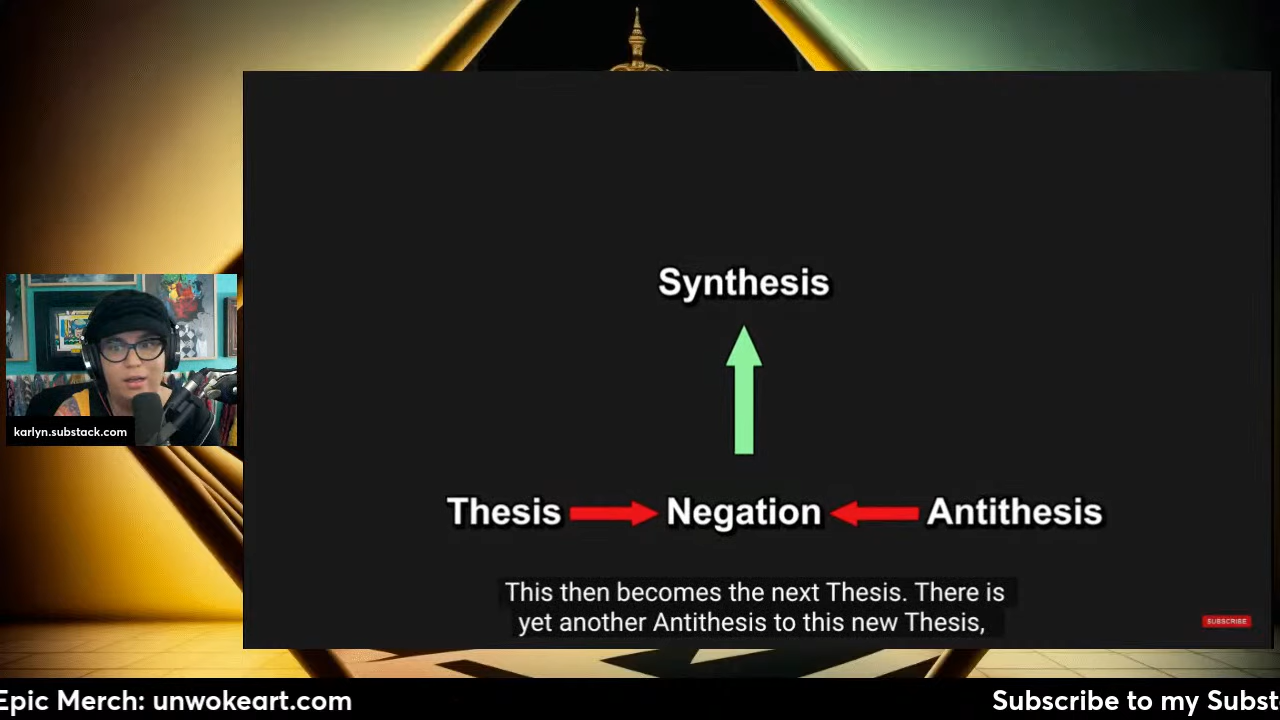 Synthesis
Thesis Negation Antithesis
This then becomes the next Thesis. There is
yet another Antithesis to this new Thesis,
SUBSCRIBE
karlyn.substack.com
Epic Merch: unwokeart.com
Subscribe to my Subst